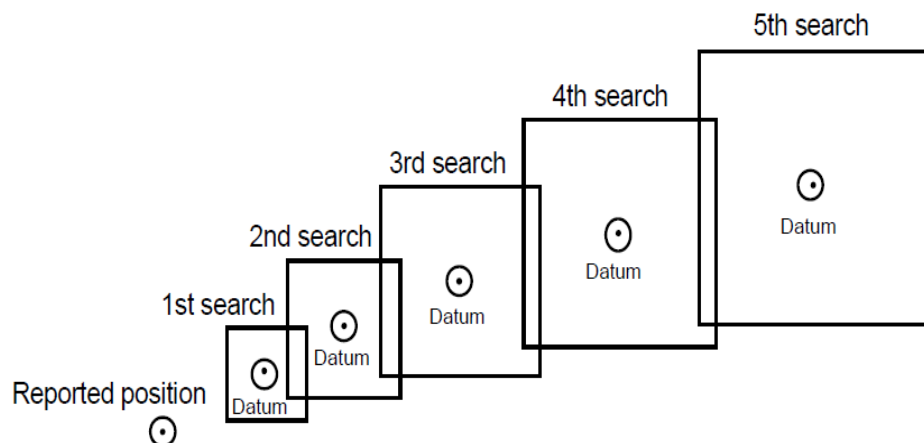 5th search
4th search
3rd search
2nd search
1st search
Reported position
Datum
Datum
Datum
Datum
Datum